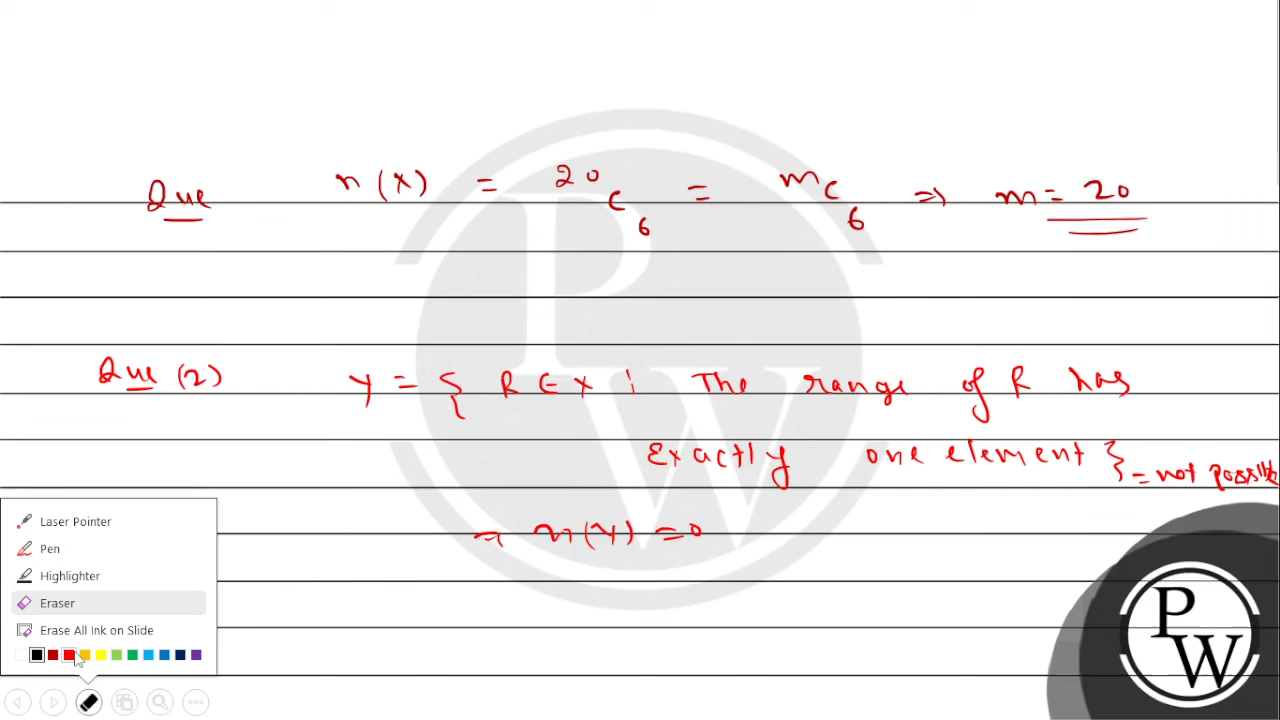 Que n(X) = 20C6 = mC6 ⇒ m = 20
Que (2) Y = { R ∈ X : The range of R has
Exactly one element } = not possible
⇒ n(Y) = 0
Laser Pointer
Pen
Highlighter
Eraser
Erase All Ink on Slide
P
W
P
W